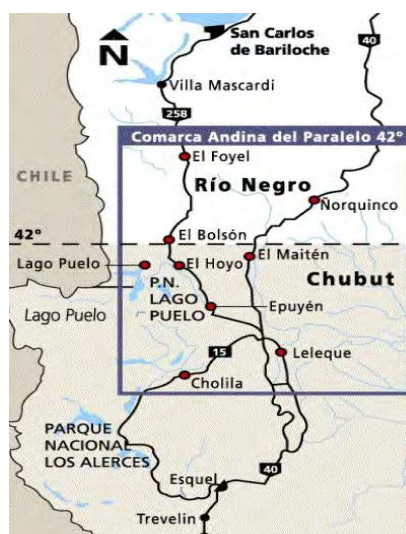 San Carlos
de Bariloche
40
N
Villa Mascardi
258
Comarca Andina del Paralelo 42°
El Foyel
CHILE
Río Negro
Ñorquinco
42°
El Bolsón
El Maitén
Lago Puelo
El Hoyo
Chubut
P.N.
LAGO
PUELO
Epuyén
Lago Puelo
15
Leleque
Cholila
PARQUE
NACIONAL
LOS ALERCES
Esquel
40
Trevelin